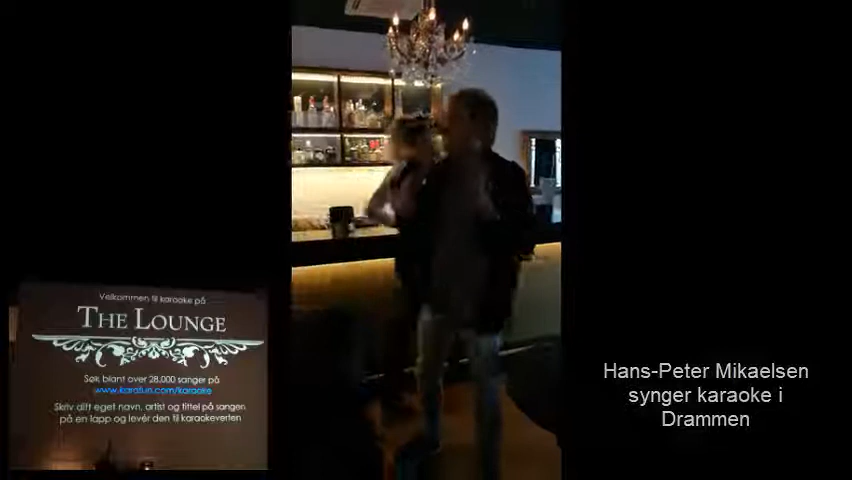 Velkommen til karaoke på
THE LOUNGE
Søk blant over 28.000 sanger på
www.karafun.com/karaoke
Skriv ditt eget navn, artist og tittel på sangen
på en lapp og levér den til karaokeverten
Hans-Peter Mikaelsen
synger karaoke i
Drammen